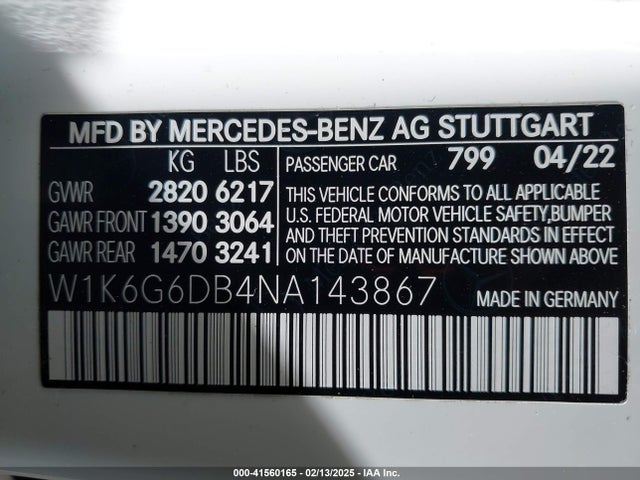 MFD BY MERCEDES-BENZ AG STUTTGART
KG LBS
GVWR 2820 6217
GAWR FRONT 1390 3064
GAWR REAR 1470 3241
PASSENGER CAR 799 04/22
THIS VEHICLE CONFORMS TO ALL APPLICABLE
U.S. FEDERAL MOTOR VEHICLE SAFETY,BUMPER
AND THEFT PREVENTION STANDARDS IN EFFECT
ON THE DATE OF MANUFACTURE SHOWN ABOVE
W1K6G6DB4NA143867
MADE IN GERMANY
000-41560165 - 02/13/2025 - IAA Inc.